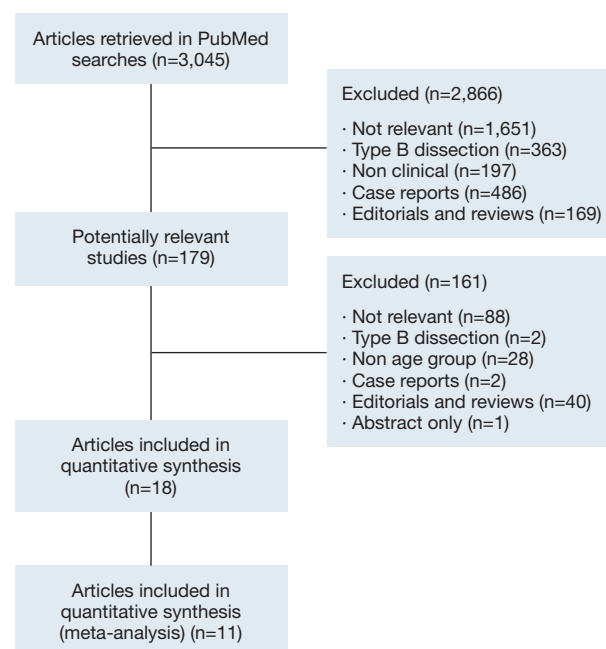 Articles retrieved in PubMed
searches (n=3,045)
Excluded (n=2,866)
· Not relevant (n=1,651)
· Type B dissection (n=363)
· Non clinical (n=197)
· Case reports (n=486)
· Editorials and reviews (n=169)
Potentially relevant
studies (n=179)
Excluded (n=161)
· Not relevant (n=88)
· Type B dissection (n=2)
· Non age group (n=28)
· Case reports (n=2)
· Editorials and reviews (n=40)
· Abstract only (n=1)
Articles included in
quantitative synthesis
(n=18)
Articles included in
quantitative synthesis
(meta-analysis) (n=11)